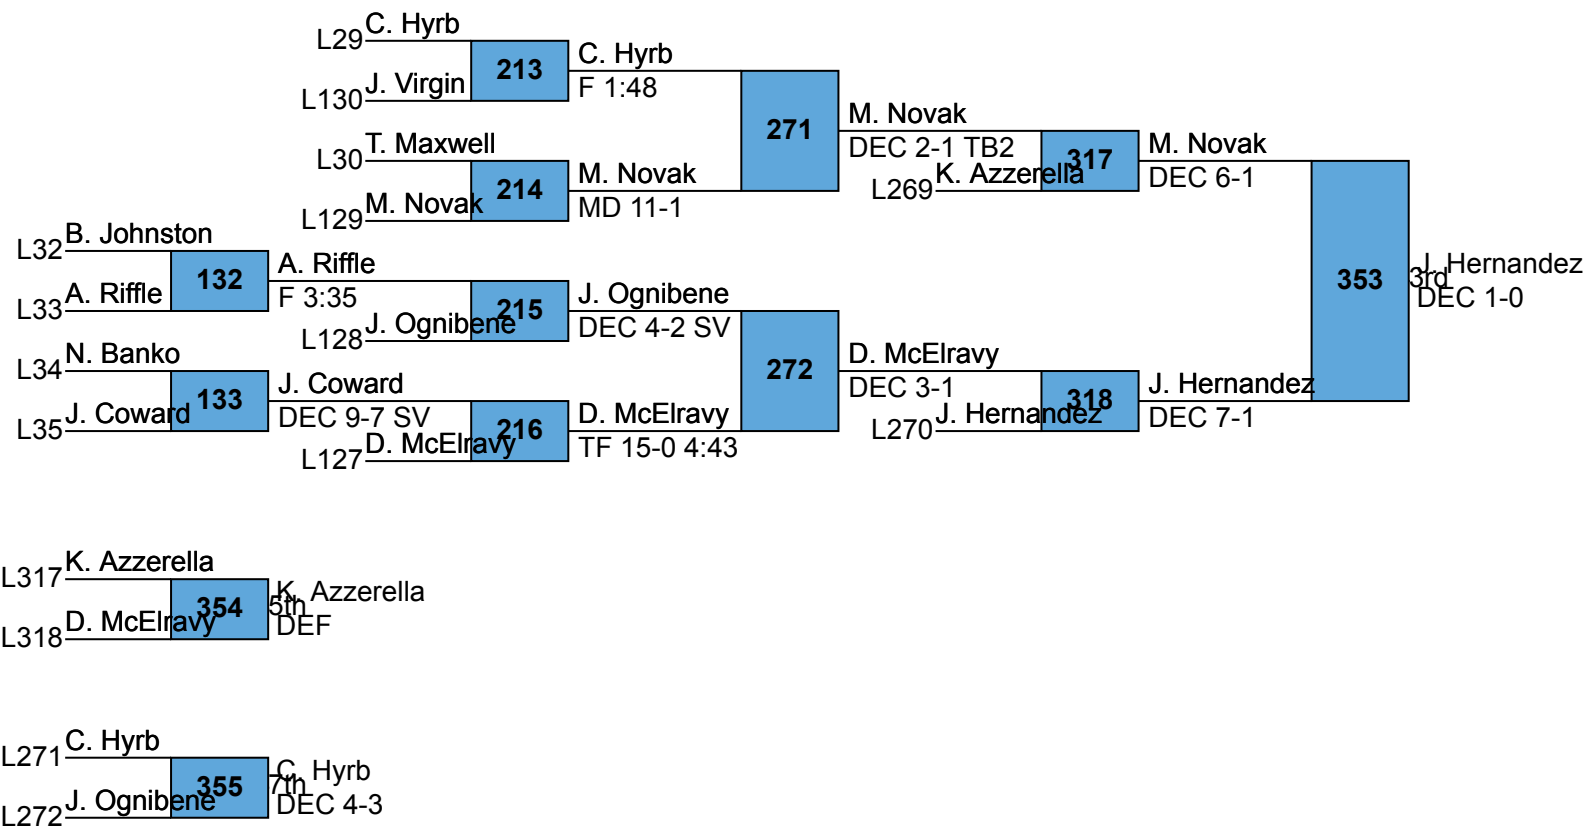 C. Hyrb
L29
213
J. Virgin
L130
C. Hyrb
F 1:48
T. Maxwell
L30
214
M. Novak
L129
M. Novak
MD 11-1
271
M. Novak
DEC 2-1 TB2
317
K. Azzerella
L269
M. Novak
DEC 6-1
B. Johnston
L32
132
A. Riffle
L33
A. Riffle
F 3:35
215
J. Ognibene
L128
J. Ognibene
DEC 4-2 SV
N. Banko
L34
133
J. Coward
L35
J. Coward
DEC 9-7 SV
216
D. McElravy
L127
D. McElravy
TF 15-0 4:43
272
D. McElravy
DEC 3-1
318
J. Hernandez
L270
J. Hernandez
DEC 7-1
353
J. Hernandez
3rd
DEC 1-0
K. Azzerella
L317
354
D. McElravy
L318
K. Azzerella
5th
DEF
C. Hyrb
L271
355
J. Ognibene
L272
C. Hyrb
7th
DEC 4-3